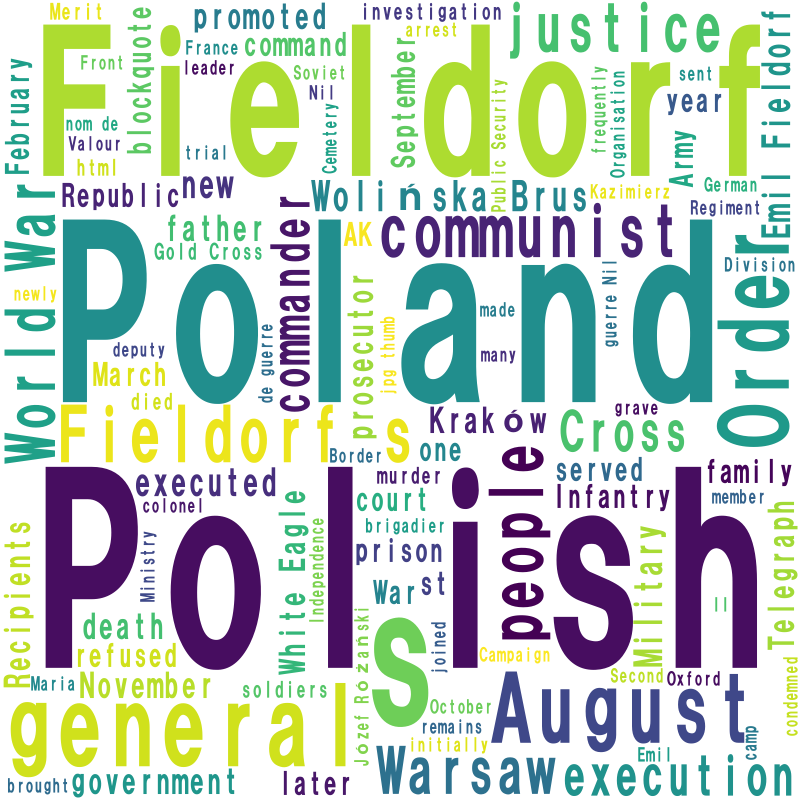 Merit
promoted
investigation
arrest
justice
Fieldorf
France
command
Front
leader
Soviet
Nil
blockquote
February
nom de
Valour
html
trial
Cemetery
September
Public Security
frequently
Organisation
sent
year
Army
German
Emil Fieldorf
Republic
new
Wolińska Brus
Kazimierz
Regiment
World War
father
Gold Cross
AK
communist
commander
Division
Order
Poland
newly
deputy
de guerre
prosecutor
jpg thumb
made
many
guerre Nil
March
died
Fieldorf s
Border
one
Kraków
grave
Cross
executed
colonel
murder
people
served
Infantry
family
member
Polish
Recipients
Ministry
White Eagle
Independence
court
brigadier
prison
War
st
Military
Telegraph
II
death
refused
Maria
November
soldiers
Józef Różański
s
joined
Campaign
Second
Oxford
condemned
general
October
remains
initially
August
Emil
camp
brought
government
later
Warsaw
execution